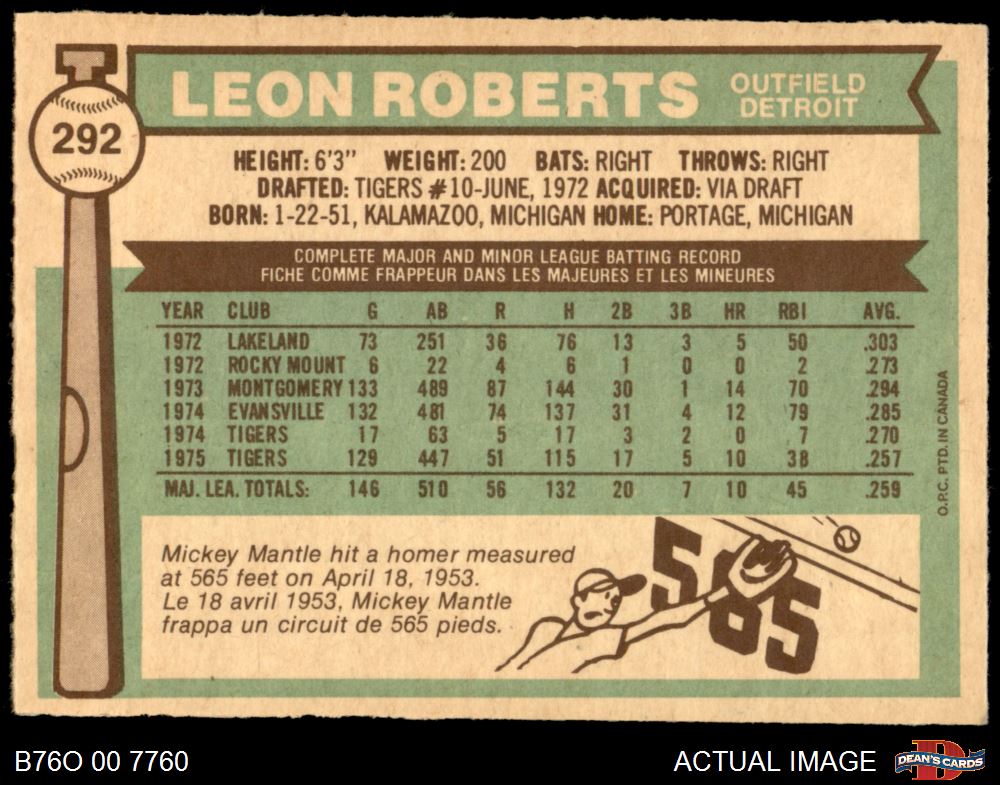 LEON ROBERTS OUTFIELD DETROIT
292
HEIGHT: 6'3" WEIGHT: 200 BATS: RIGHT THROWS: RIGHT
DRAFTED: TIGERS #10-JUNE, 1972 ACQUIRED: VIA DRAFT
BORN: 1-22-51, KALAMAZOO, MICHIGAN HOME: PORTAGE, MICHIGAN
COMPLETE MAJOR AND MINOR LEAGUE BATTING RECORD
FICHE COMME FRAPPEUR DANS LES MAJEURES ET LES MINEURES
YEAR CLUB G AB R H 2B 3B HR RBI AVG.
1972 LAKELAND 73 251 36 76 13 3 5 50 .303
1972 ROCKY MOUNT 6 22 4 6 1 0 0 2 .273
1973 MONTGOMERY 133 489 87 144 30 1 14 70 .294
1974 EVANSVILLE 132 481 74 137 31 4 12 79 .285
1974 TIGERS 17 63 5 17 3 2 0 7 .270
1975 TIGERS 129 447 51 115 17 5 10 38 .257
MAJ. LEA. TOTALS: 146 510 56 132 20 7 10 45 .259
O.P.C. PTD. IN CANADA
Mickey Mantle hit a homer measured
at 565 feet on April 18, 1953.
Le 18 avril 1953, Mickey Mantle
frappa un circuit de 565 pieds.
565
B76O 00 7760
ACTUAL IMAGE
D
DEAN'S CARDS